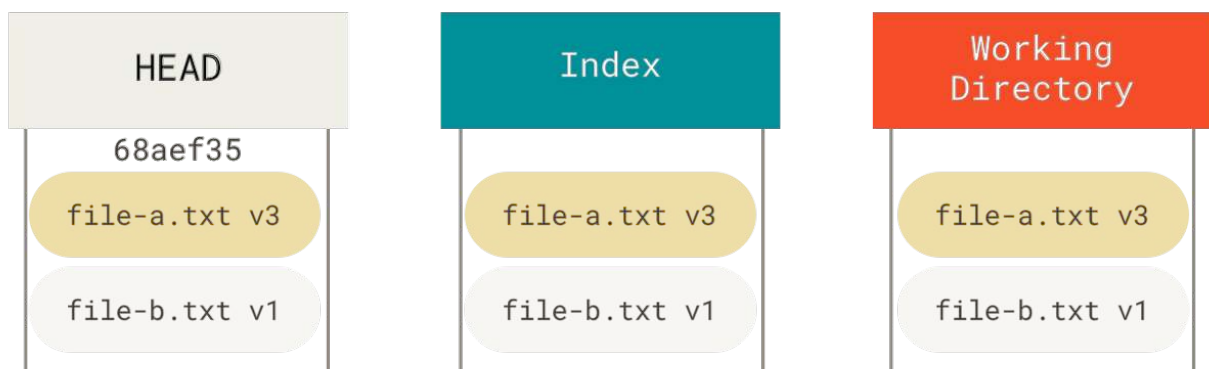 HEAD
Index
Working
Directory
68aef35
file-a.txt v3
file-a.txt v3
file-a.txt v3
file-b.txt v1
file-b.txt v1
file-b.txt v1